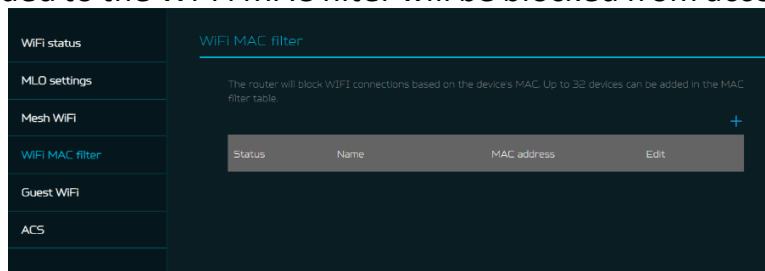 WiFi status
MLO settings
Mesh WiFi
WiFi MAC filter
Guest WiFi
ACS
WiFi MAC filter
The router will block WIFI connections based on the device's MAC. Up to 32 devices can be added in the MAC
filter table.
+
Status Name MAC address Edit